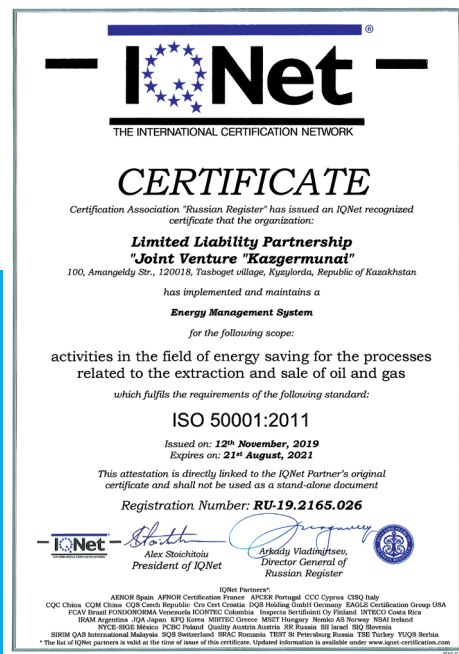 IQNet
®
THE INTERNATIONAL CERTIFICATION NETWORK
CERTIFICATE
Certification Association "Russian Register" has issued an IQNet recognized
certificate that the organization:
Limited Liability Partnership
"Joint Venture "Kazgermunai"
100, Amangeldy Str., 120018, Tasboget village, Kyzylorda, Republic of Kazakhstan
has implemented and maintains a
Energy Management System
for the following scope:
activities in the field of energy saving for the processes
related to the extraction and sale of oil and gas
which fulfils the requirements of the following standard:
ISO 50001:2011
Issued on: 12th November, 2019
Expires on: 21st August, 2021
This attestation is directly linked to the IQNet Partner's original
certificate and shall not be used as a stand-alone document
Registration Number: RU-19.2165.026
IQNet
Alex Stoichitoiu
President of IQNet
Arkady Vladimirtsev,
Director General of
Russian Register
IQNet Partners*:
AENOR Spain AFNOR Certification France APCER Portugal CCC Cyprus CISQ Italy
CQC China CQM China CQS Czech Republic Cro Cert Croatia DQS Holding GmbH Germany EAGLE Certification Group USA
FCAV Brazil FONDONORMA Venezuela ICONTEC Colombia Inspecta Sertifiointi Oy Finland INTECO Costa Rica
IRAM Argentina JQA Japan KFQ Korea MIRTEC Greece MSZT Hungary Nemko AS Norway NSAI Ireland
NYCE-SIGE México PCBC Poland Quality Austria Austria RR Russia SII Israel SIQ Slovenia
SIRIM QAS International Malaysia SQS Switzerland SRAC Romania TEST St Petersburg Russia TSE Turkey YUQS Serbia
* The list of IQNet partners is valid at the time of issue of this certificate. Updated information is available under www.iqnet-certification.com